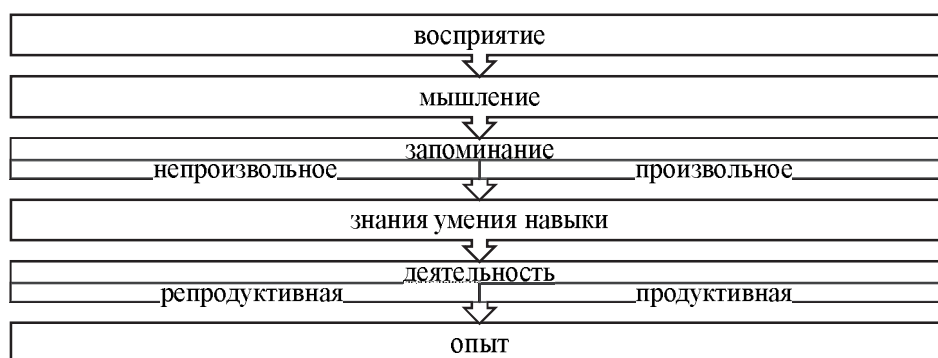 восприятие
мышление
запоминание
непроизвольное произвольное
знания умения навыки
деятельность
репродуктивная продуктивная
опыт